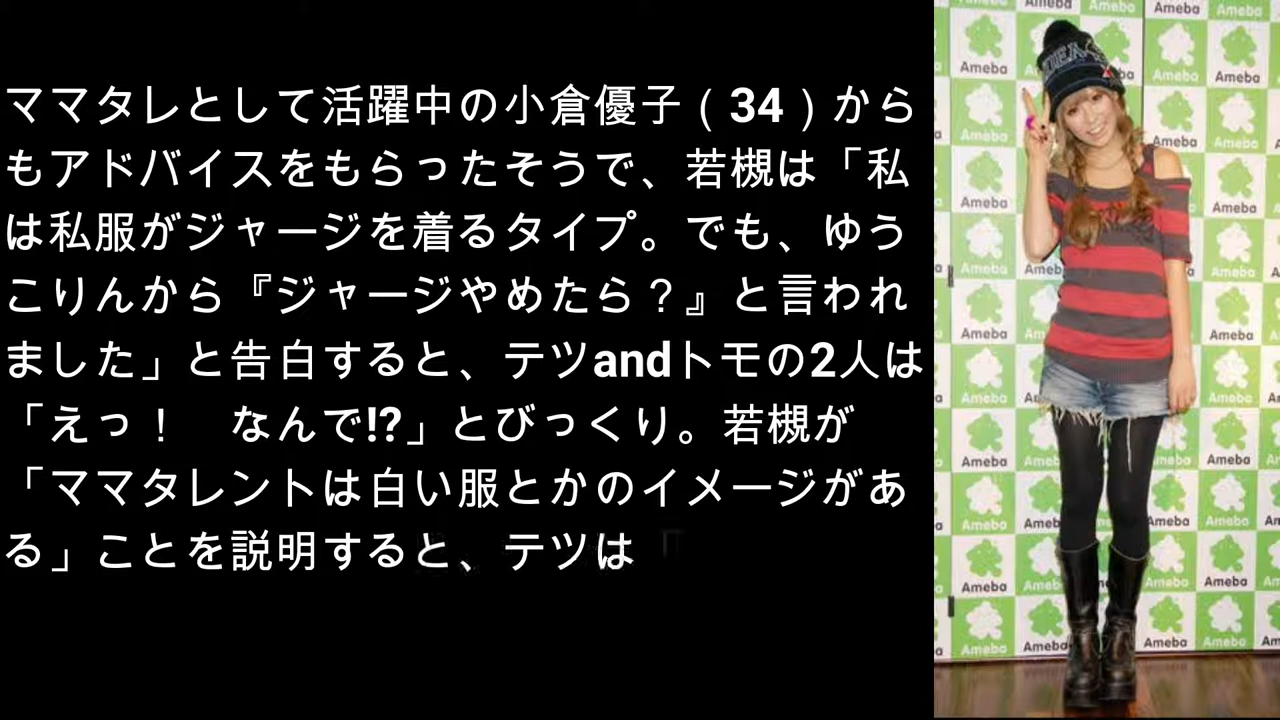 ママタレとして活躍中の小倉優子（34）から
もアドバイスをもらったそうで、若槻は「私
は私服がジャージを着るタイプ。でも、ゆう
こりんから『ジャージやめたら？』と言われ
ました」と告白すると、テツandトモの2人は
「えっ！　なんで!?」とびっくり。若槻が
「ママタレントは白い服とかのイメージがあ
る」ことを説明すると、テツは
Ameba